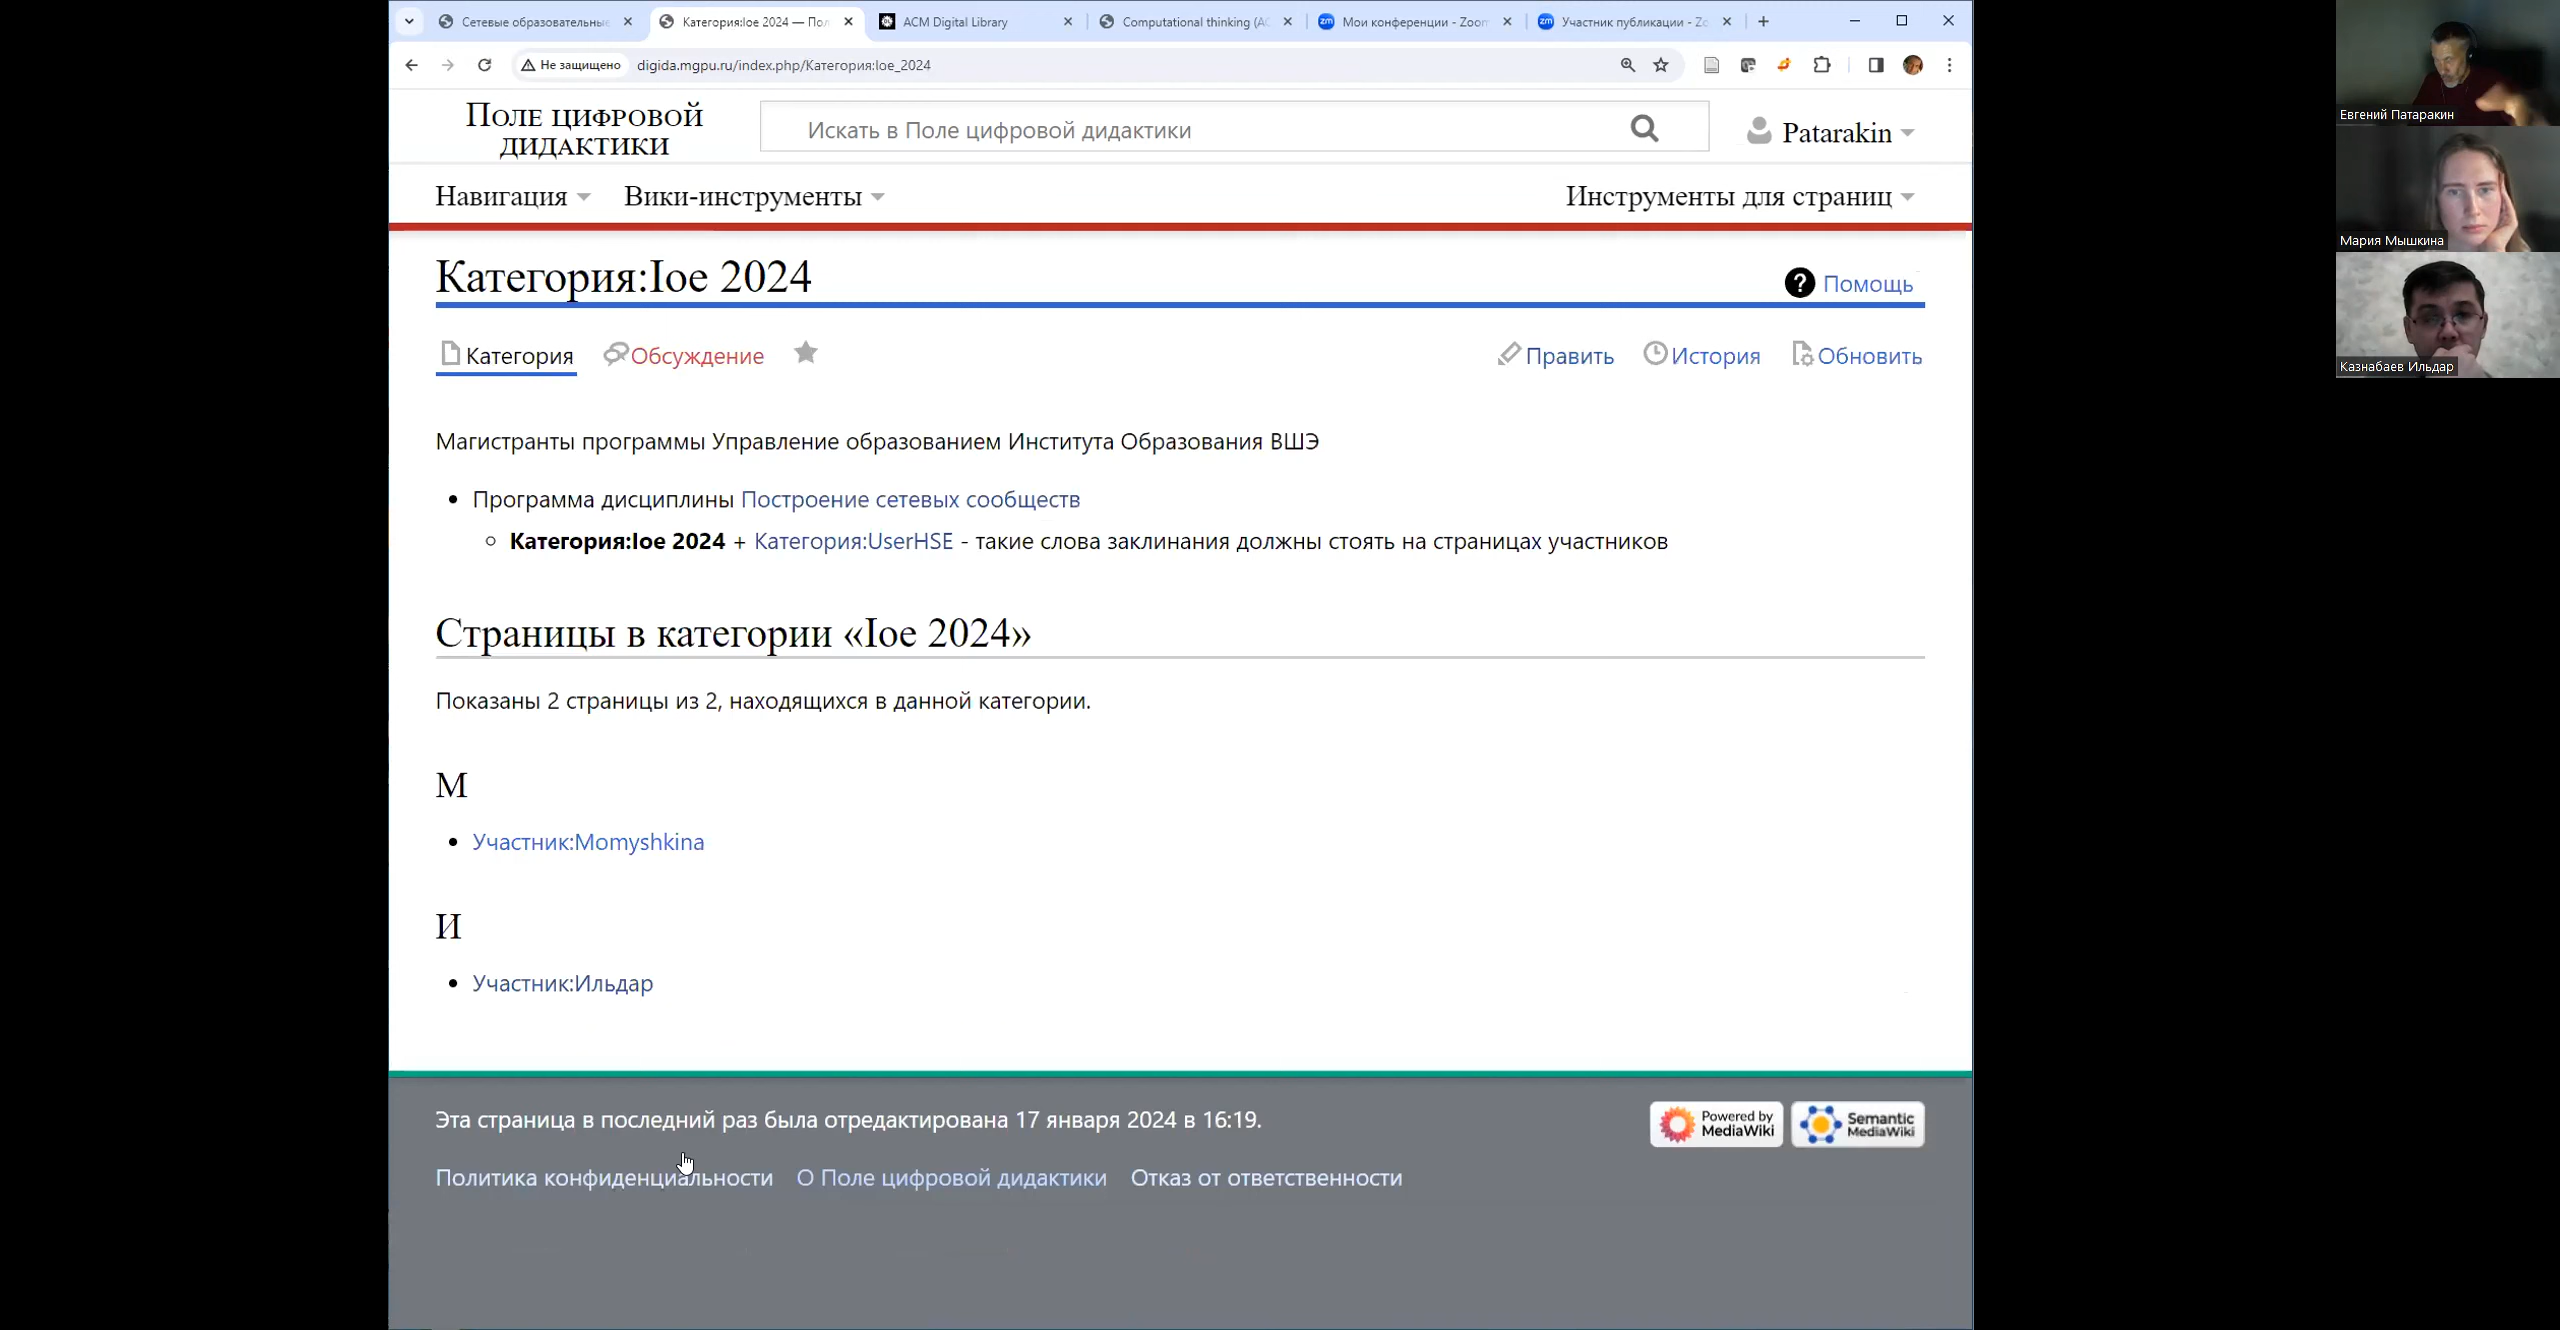 Сетевые образовательные
Категория:Ioe 2024 — Пол
ACM Digital Library
Computational thinking (AC
Мои конференции - Zoom
Участник публикации - Zo
Не защищено
digida.mgpu.ru/index.php/Категория:Ioe_2024
Поле цифровой
дидактики
Искать в Поле цифровой дидактики
Patarakin
Навигация
Вики-инструменты
Инструменты для страниц
Категория:Ioe 2024
Помощь
Категория
Обсуждение
Править
История
Обновить
Магистранты программы Управление образованием Института Образования ВШЭ
Программа дисциплины Построение сетевых сообществ
Категория:Ioe 2024 + Категория:UserHSE - такие слова заклинания должны стоять на страницах участников
Страницы в категории «Ioe 2024»
Показаны 2 страницы из 2, находящихся в данной категории.
M
Участник:Momyshkina
И
Участник:Ильдар
Эта страница в последний раз была отредактирована 17 января 2024 в 16:19.
Powered by
MediaWiki
Semantic
MediaWiki
Политика конфиденциальности
О Поле цифровой дидактики
Отказ от ответственности
Евгений Патаракин
Мария Мышкина
Казнабаев Ильдар